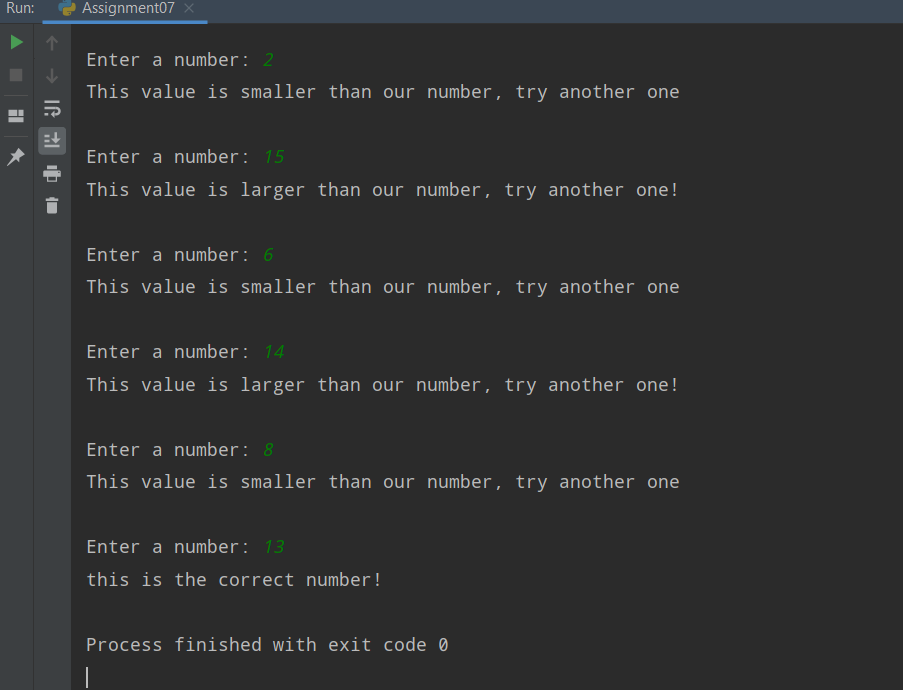 Run: Assignment07
Enter a number: 2
This value is smaller than our number, try another one
Enter a number: 15
This value is larger than our number, try another one!
Enter a number: 6
This value is smaller than our number, try another one
Enter a number: 14
This value is larger than our number, try another one!
Enter a number: 8
This value is smaller than our number, try another one
Enter a number: 13
this is the correct number!
Process finished with exit code 0